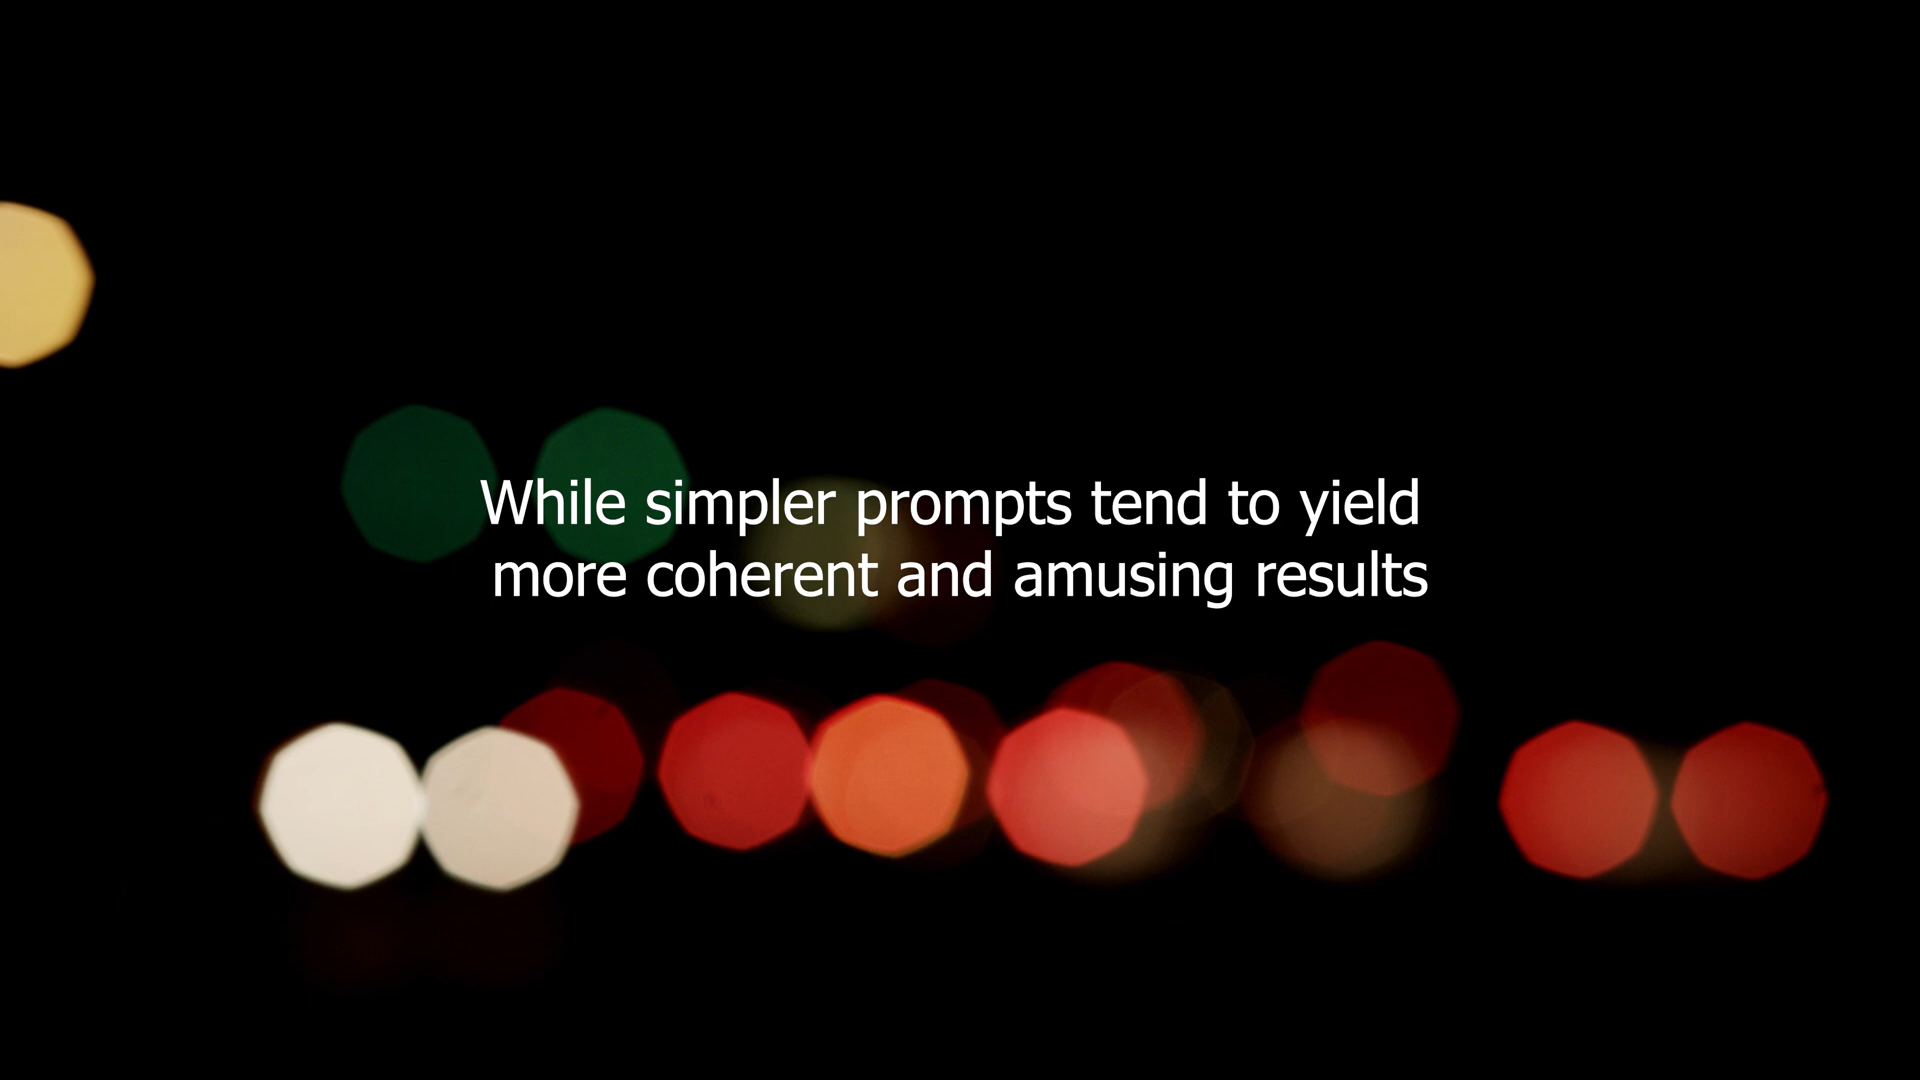 While simpler prompts tend to yield
more coherent and amusing results